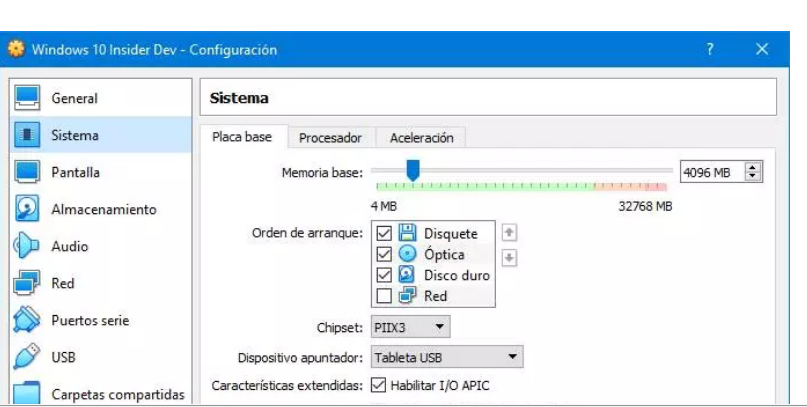 Windows 10 Insider Dev - Configuración ? ×
General
Sistema
Pantalla
Almacenamiento
Audio
Red
Puertos serie
USB
Carpetas compartidas
Sistema
Placa base Procesador Aceleración
Memoria base: 4096 MB
4 MB 32768 MB
Orden de arranque: Disquete
Óptica
Disco duro
Red
Chipset: PIIX3
Dispositivo apuntador: Tableta USB
Características extendidas: Habilitar I/O APIC